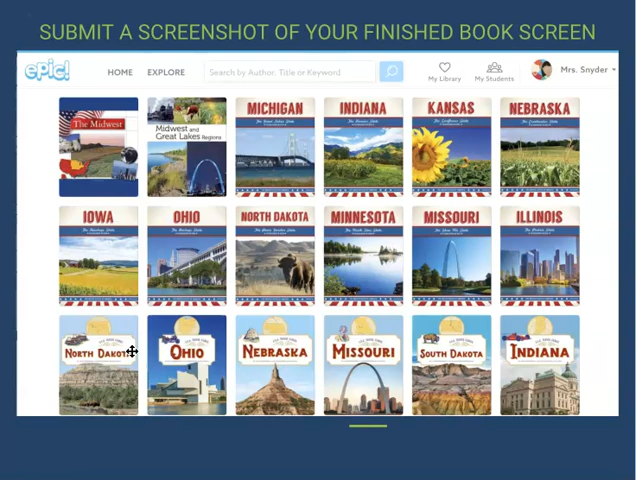 SUBMIT A SCREENSHOT OF YOUR FINISHED BOOK SCREEN
epic!
HOME
EXPLORE
Search by Author, Title or Keyword
My Library
My Students
Mrs. Snyder
The Midwest
Midwest and
Great Lakes Regions
MICHIGAN
INDIANA
KANSAS
NEBRASKA
IOWA
OHIO
NORTH DAKOTA
MINNESOTA
MISSOURI
ILLINOIS
NORTH DAKOTA
OHIO
NEBRASKA
MISSOURI
SOUTH DAKOTA
INDIANA